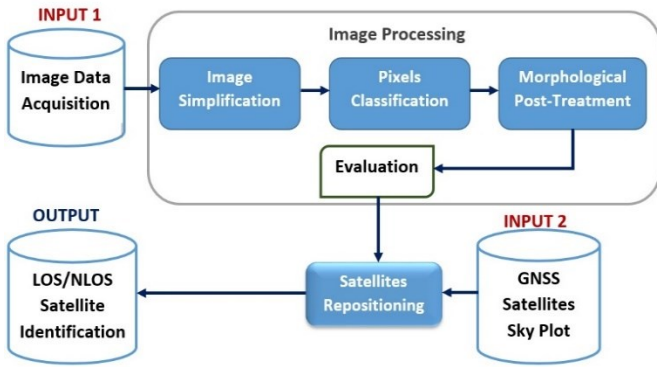 INPUT 1
Image Data
Acquisition
Image Processing
Image
Simplification
Pixels
Classification
Morphological
Post-Treatment
Evaluation
OUTPUT
LOS/NLOS
Satellite
Identification
Satellites
Repositioning
INPUT 2
GNSS
Satellites
Sky Plot